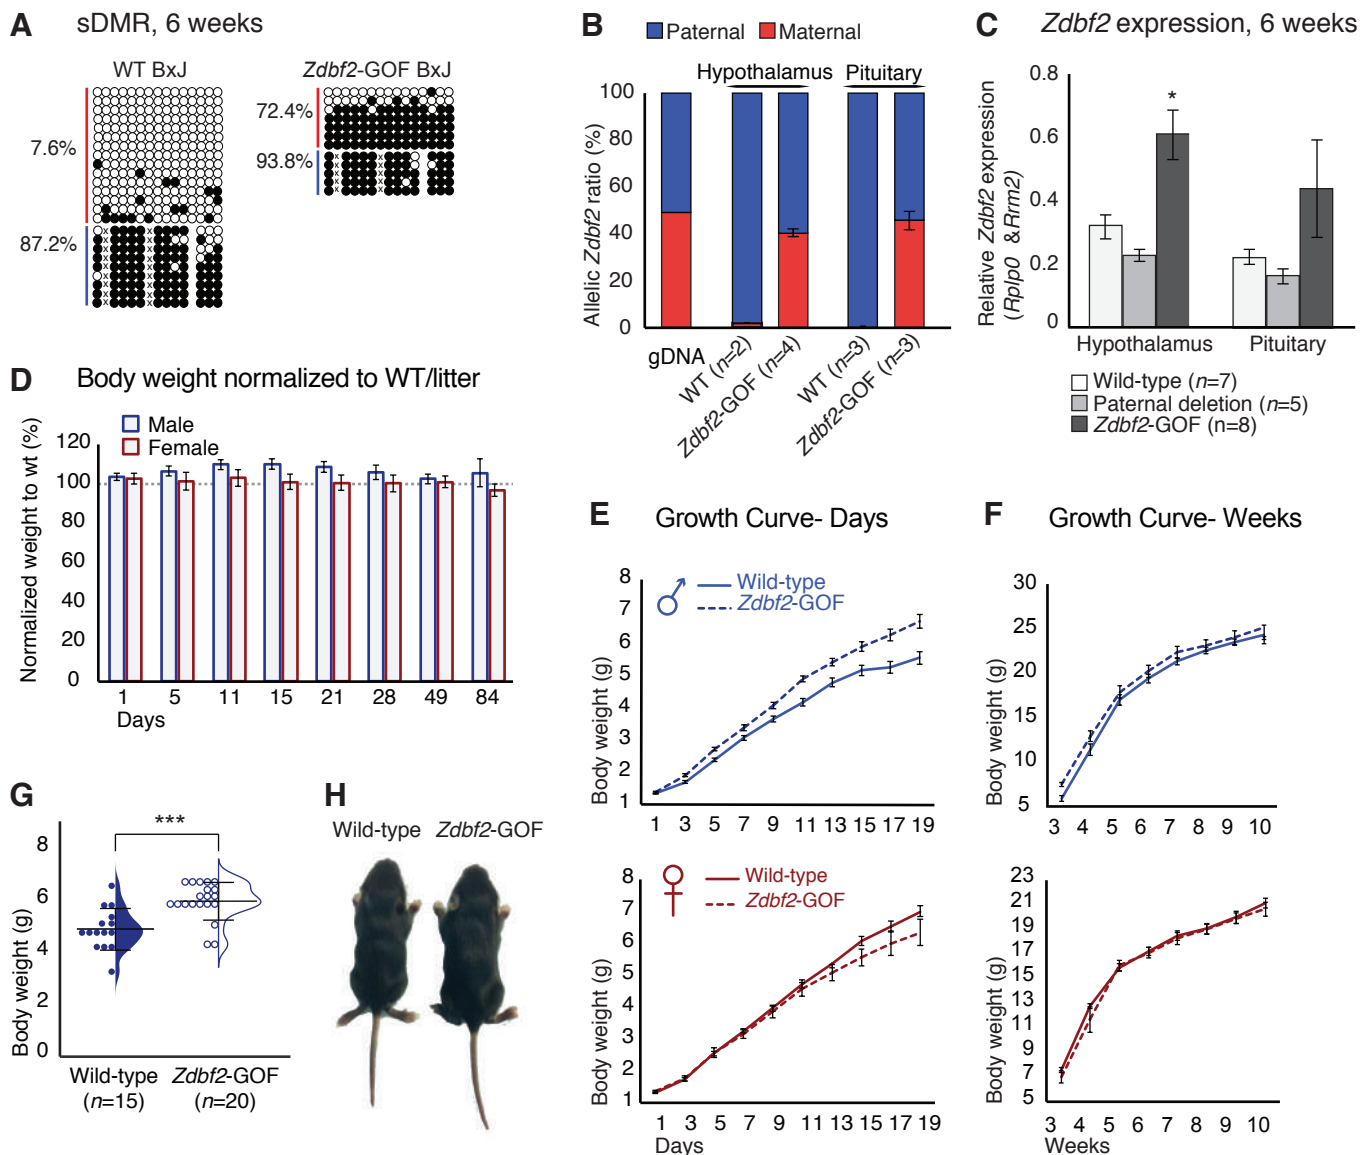 A sDMR, 6 weeks
WT BxJ
Zdbf2-GOF BxJ
7.6%
87.2%
72.4%
93.8%
x
B
Paternal Maternal
Hypothalamus Pituitary
Allelic Zdbf2 ratio (%)
100
80
60
40
20
0
gDNA
WT (n=2)
Zdbf2-GOF (n=4)
WT (n=3)
Zdbf2-GOF (n=3)
C Zdbf2 expression, 6 weeks
Relative Zdbf2 expression
(Rplp0 &Rrm2)
0.8
0.6
0.4
0.2
0
*
Hypothalamus Pituitary
Wild-type (n=7)
Paternal deletion (n=5)
Zdbf2-GOF (n=8)
D Body weight normalized to WT/litter
Male
Female
Normalized weight to wt (%)
120
100
80
60
40
20
0
1 5 11 15 21 28 49 84
Days
E Growth Curve- Days
Wild-type
Zdbf2-GOF
Body weight (g)
8
7
6
5
4
3
2
1
1 3 5 7 9 11 13 15 17 19
Wild-type
Zdbf2-GOF
Body weight (g)
8
7
6
5
4
3
2
1
1 3 5 7 9 11 13 15 17 19
Days
F Growth Curve- Weeks
Body weight (g)
30
25
20
15
10
5
3 4 5 6 7 8 9 10
Body weight (g)
23
21
19
17
15
13
11
9
7
5
3 4 5 6 7 8 9 10
Weeks
G
***
Body weight (g)
8
6
4
2
0
Wild-type
(n=15)
Zdbf2-GOF
(n=20)
H
Wild-type Zdbf2-GOF